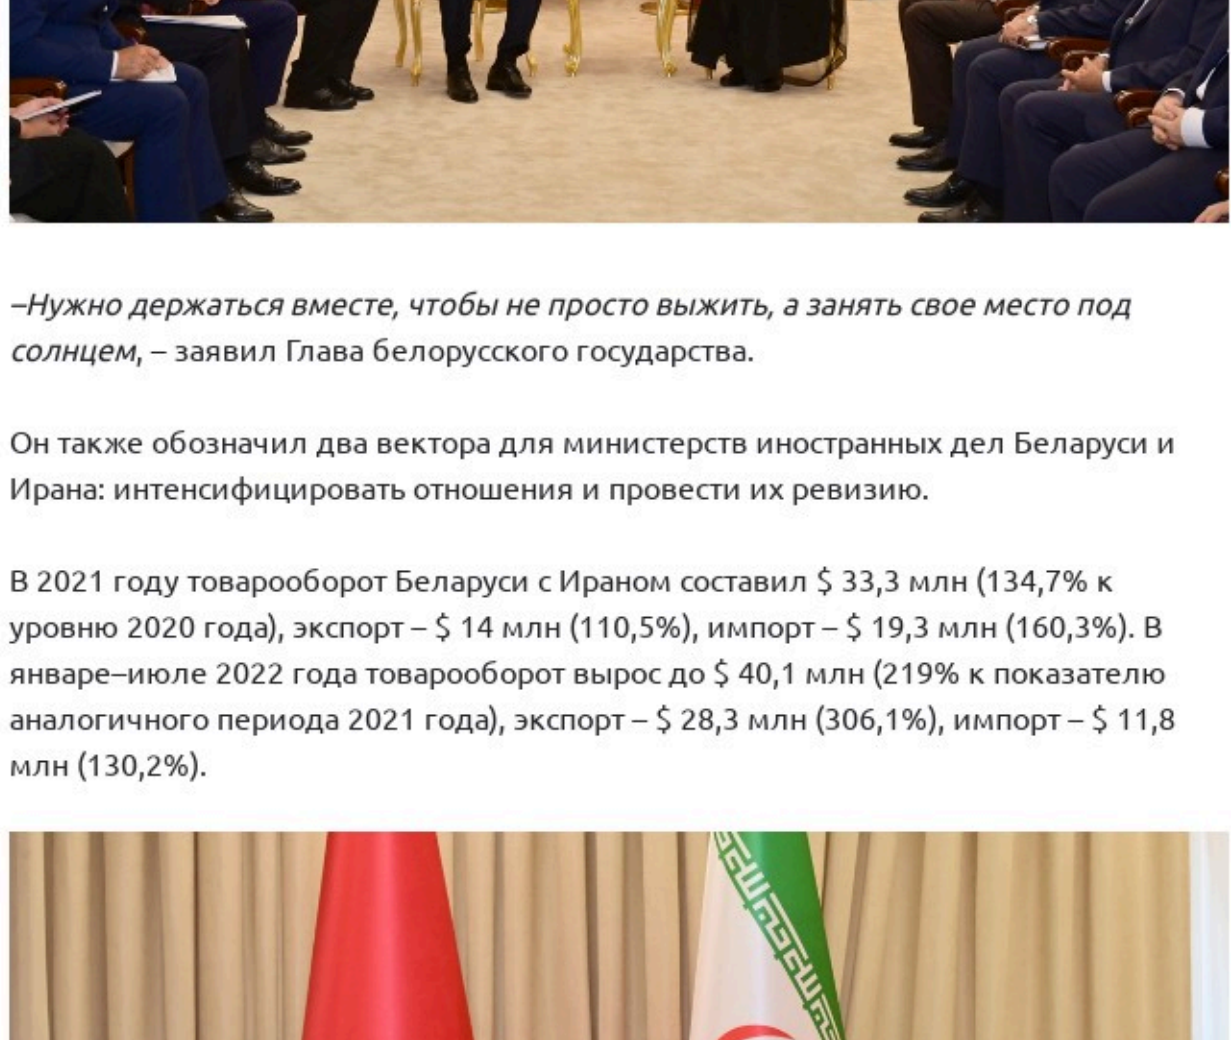 –Нужно держаться вместе, чтобы не просто выжить, а занять свое место под
солнцем, – заявил Глава белорусского государства.
Он также обозначил два вектора для министерств иностранных дел Беларуси и
Ирана: интенсифицировать отношения и провести их ревизию.
В 2021 году товарооборот Беларуси с Ираном составил $ 33,3 млн (134,7% к
уровню 2020 года), экспорт – $ 14 млн (110,5%), импорт – $ 19,3 млн (160,3%). В
январе–июле 2022 года товарооборот вырос до $ 40,1 млн (219% к показателю
аналогичного периода 2021 года), экспорт – $ 28,3 млн (306,1%), импорт – $ 11,8
млн (130,2%).